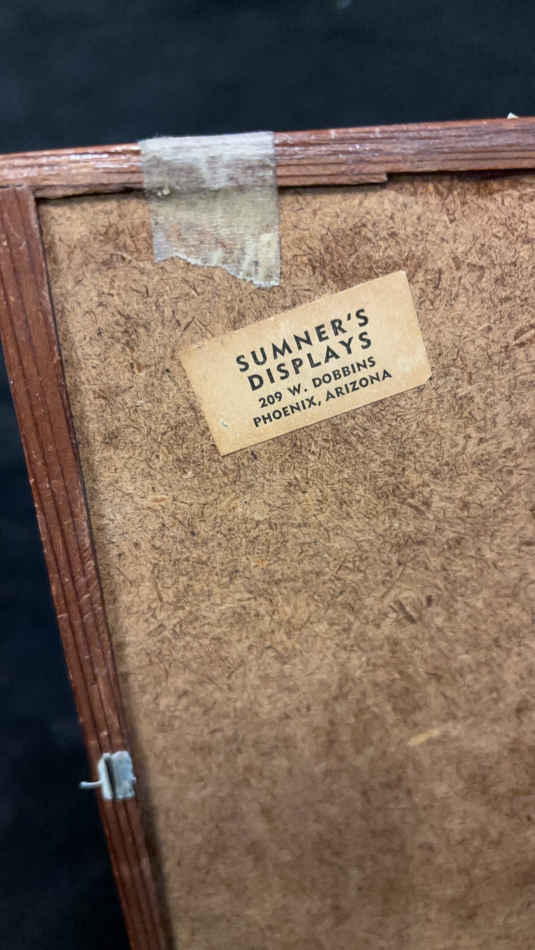 SUMNER'S
DISPLAYS
209 W. DOBBINS
PHOENIX, ARIZONA